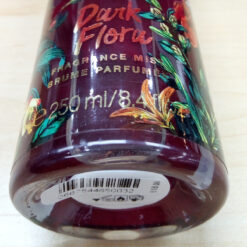 Dark
Flora
FRAGRANCE MIST
BRUME PARFUMÉE
250 ml/8.4